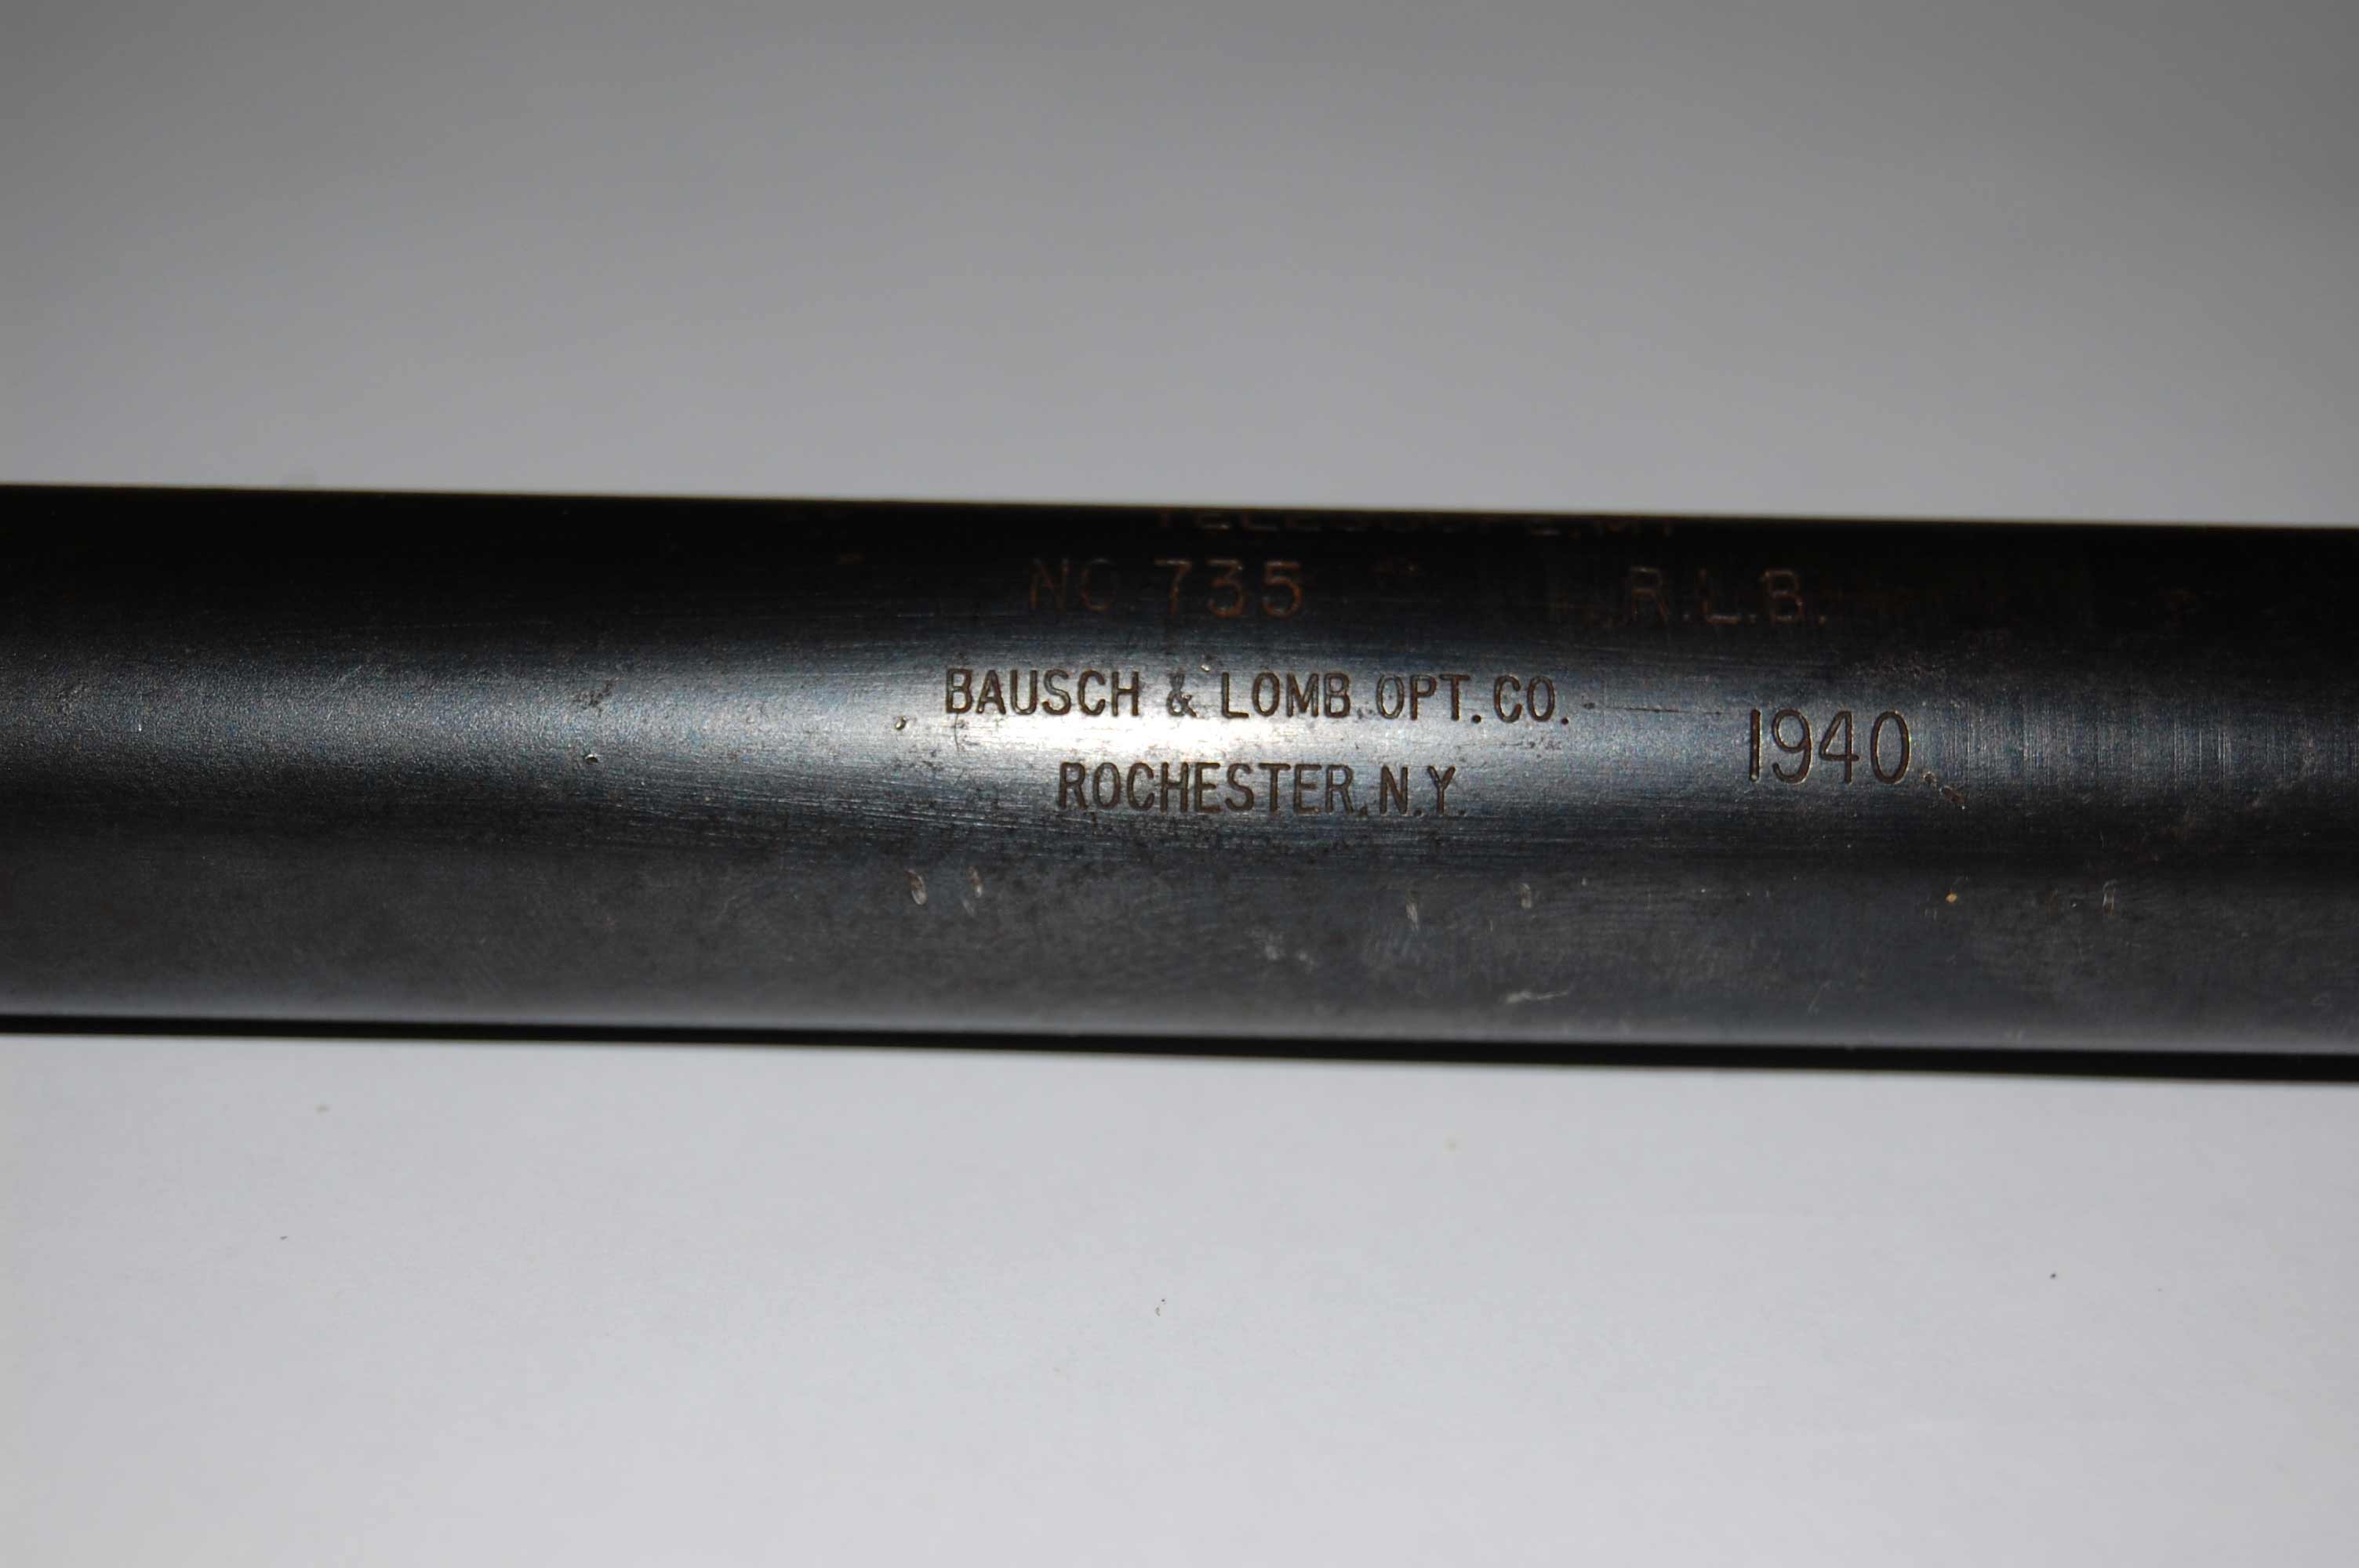 NO. 735 R.L.B.
BAUSCH & LOMB. OPT. CO.
ROCHESTER, N.Y.
1940